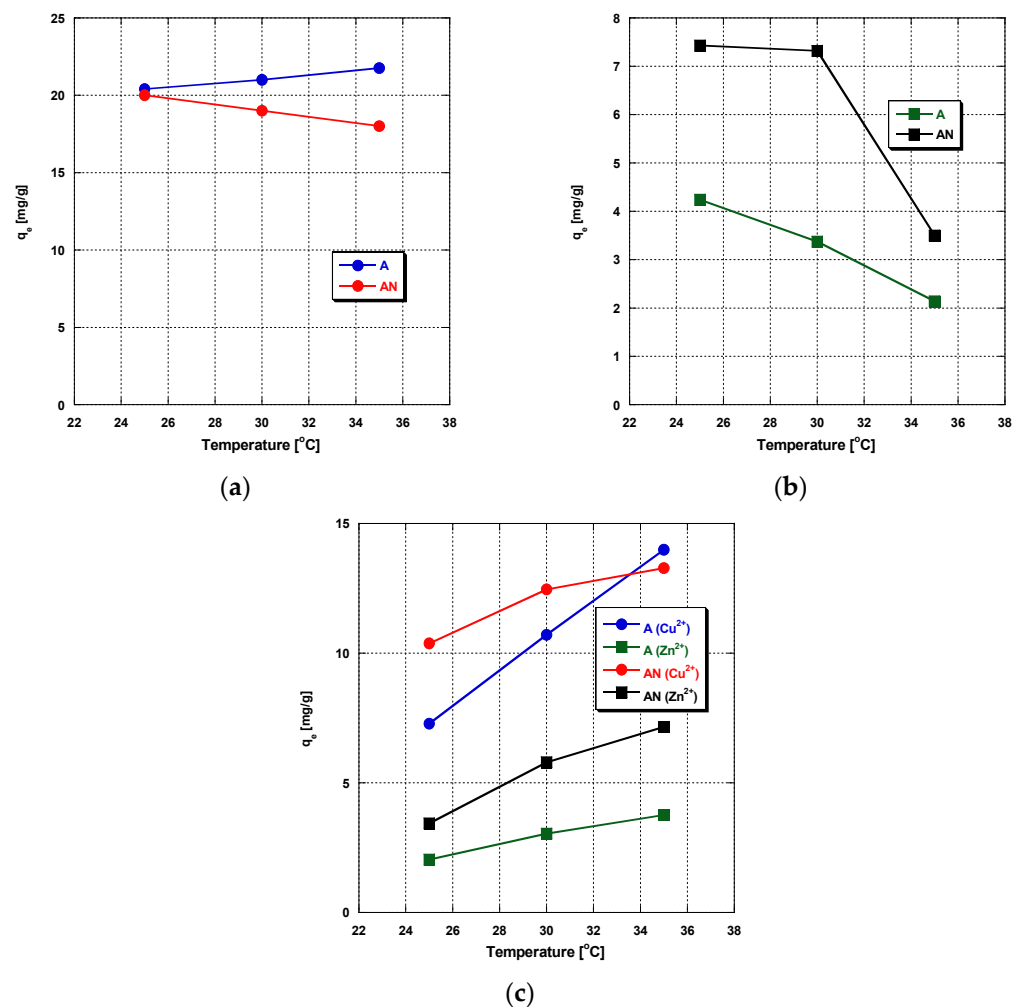 25
20
15
10
5
0
q_e [mg/g]
A
AN
22 24 26 28 30 32 34 36 38
Temperature [°C]
(a)
8
7
6
5
4
3
2
1
0
q_e [mg/g]
A
AN
22 24 26 28 30 32 34 36 38
Temperature [°C]
(b)
15
10
5
0
q_e [mg/g]
A (Cu²⁺)
A (Zn²⁺)
AN (Cu²⁺)
AN (Zn²⁺)
22 24 26 28 30 32 34 36 38
Temperature [°C]
(c)